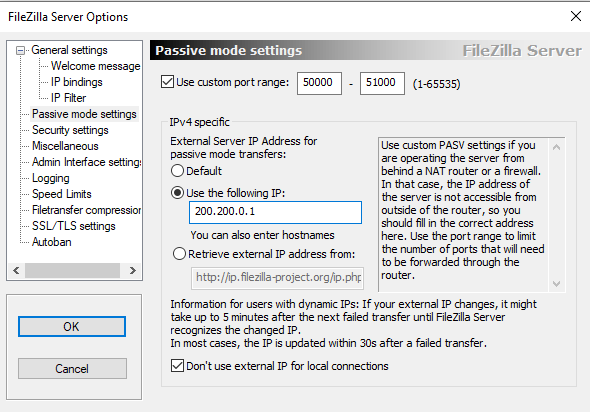 FileZilla Server Options
General settings
Welcome message
IP bindings
IP Filter
Passive mode settings
Security settings
Miscellaneous
Admin Interface settings
Logging
Speed Limits
Filetransfer compression
SSL/TLS settings
Autoban
OK
Cancel
Passive mode settings
FileZilla Server
Use custom port range: 50000 - 51000 (1-65535)
IPv4 specific
External Server IP Address for
passive mode transfers:
Default
Use the following IP:
200.200.0.1
You can also enter hostnames
Retrieve external IP address from:
http://ip.filezilla-project.org/ip.php
Use custom PASV settings if you
are operating the server from
behind a NAT router or a firewall.
In that case, the IP address of
the server is not accessible from
outside of the router, so you
should fill in the correct address
here. Use the port range to limit
the number of ports that will need
to be forwarded through the
router.
Information for users with dynamic IPs: If your external IP changes, it might
take up to 5 minutes after the next failed transfer until FileZilla Server
recognizes the changed IP.
In most cases, the IP is updated within 30s after a failed transfer.
Don't use external IP for local connections